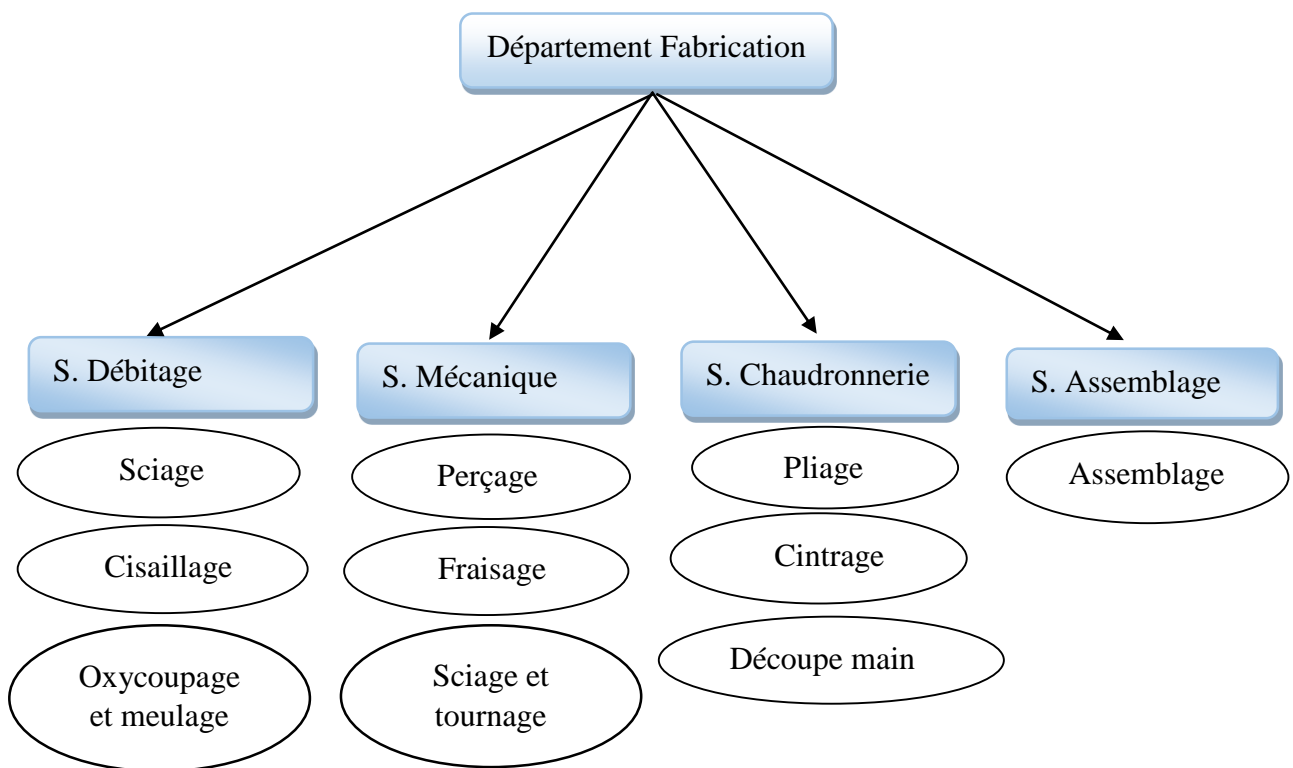 Département Fabrication
S. Débitage
S. Mécanique
S. Chaudronnerie
S. Assemblage
Sciage
Perçage
Pliage
Assemblage
Cisaillage
Fraisage
Cintrage
Oxycoupage
et meulage
Sciage et
tournage
Découpe main